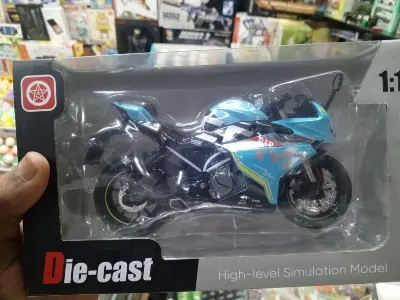 1:1
Die-cast
High-level Simulation Model